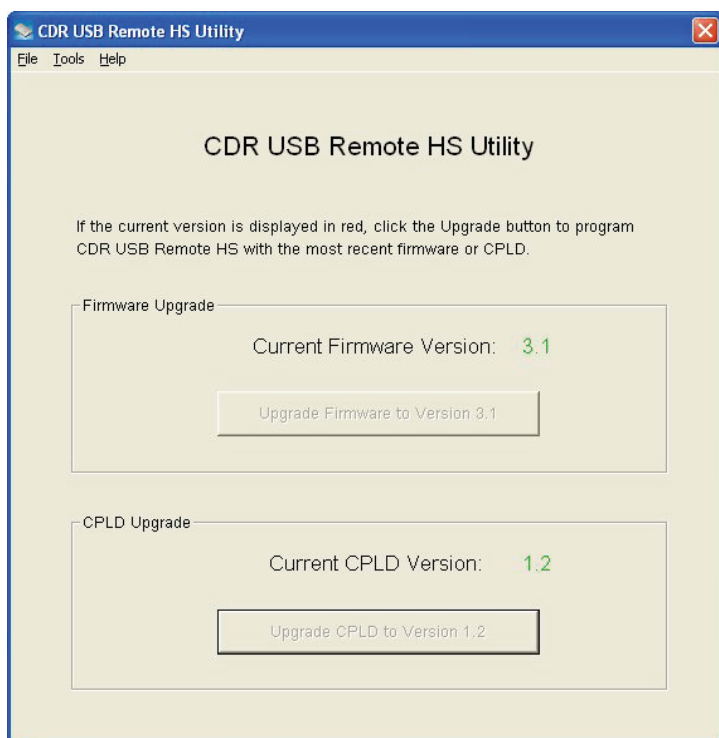 CDR USB Remote HS Utility
File Tools Help
CDR USB Remote HS Utility
If the current version is displayed in red, click the Upgrade button to program
CDR USB Remote HS with the most recent firmware or CPLD.
Firmware Upgrade
Current Firmware Version: 3.1
Upgrade Firmware to Version 3.1
CPLD Upgrade
Current CPLD Version: 1.2
Upgrade CPLD to Version 1.2